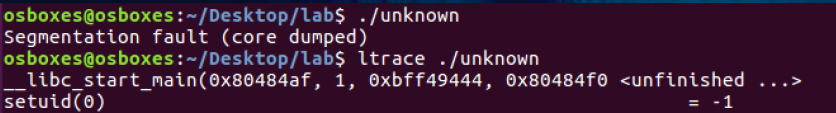 osboxes@osboxes:~/Desktop/lab$ ./unknown
Segmentation fault (core dumped)
osboxes@osboxes:~/Desktop/lab$ ltrace ./unknown
__libc_start_main(0x80484af, 1, 0xbff49444, 0x80484f0 <unfinished ...>
setuid(0)                                        = -1